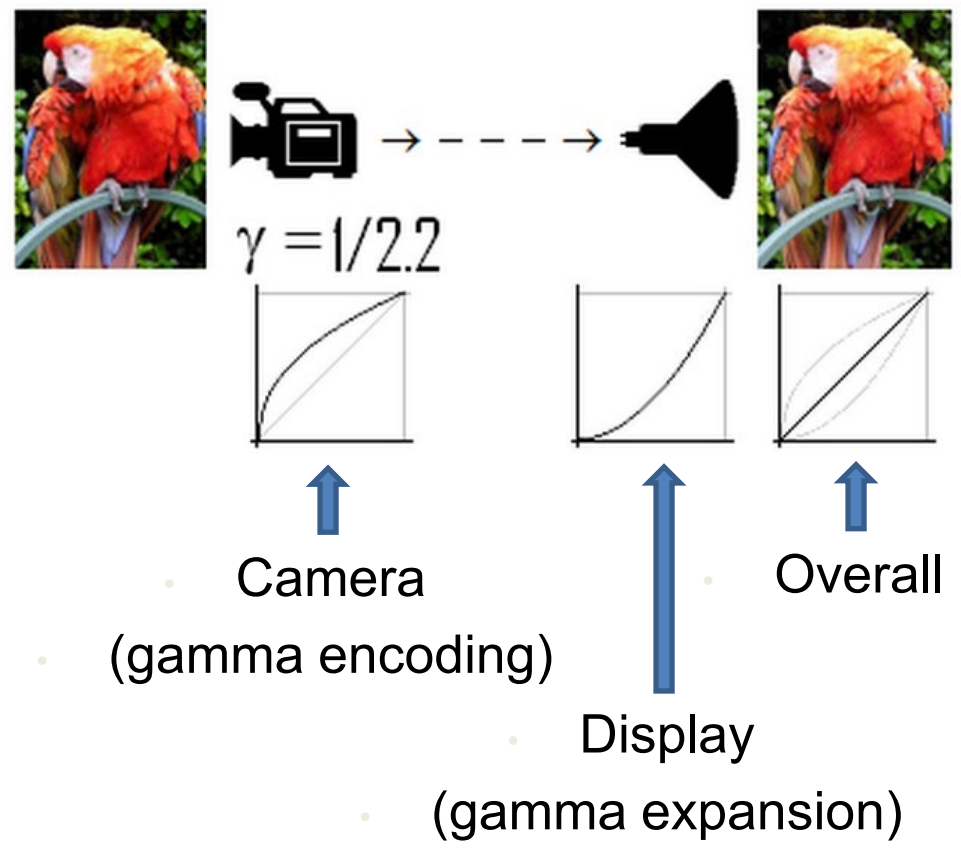 γ =1/2.2
Camera
(gamma encoding)
Overall
Display
(gamma expansion)